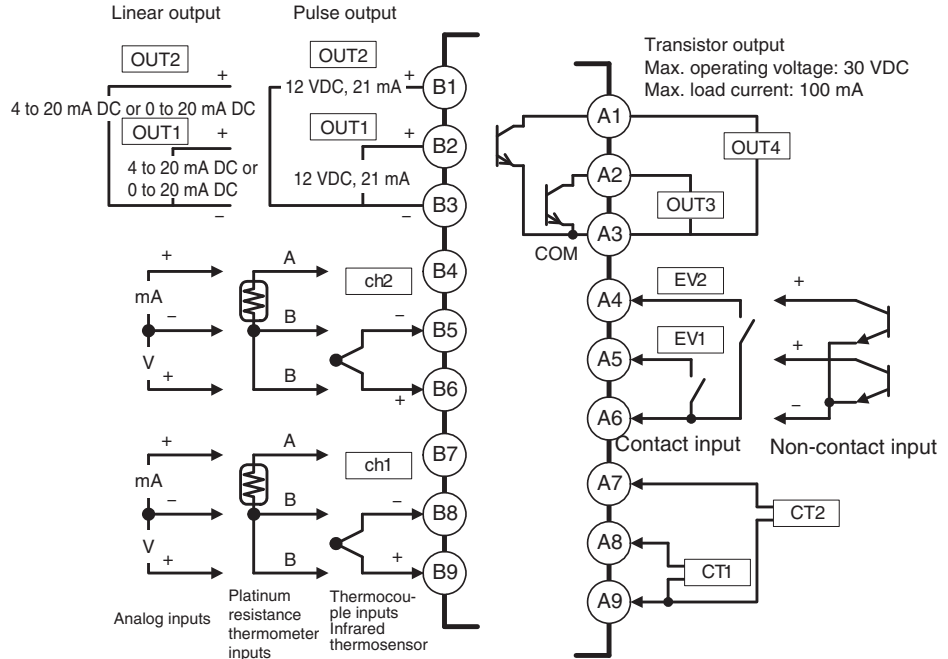 Linear output
Pulse output
OUT2
+
4 to 20 mA DC or 0 to 20 mA DC
OUT1
+
4 to 20 mA DC or
0 to 20 mA DC
−
OUT2
12 VDC, 21 mA
+
OUT1
+
12 VDC, 21 mA
−
B1
B2
B3
B4
B5
B6
B7
B8
B9
+
mA
−
V
+
A
B
B
ch2
−
+
+
mA
−
V
+
A
B
B
ch1
−
+
Analog inputs
Platinum
resistance
thermometer
inputs
Thermocou-
ple inputs
Infrared
thermosensor
Transistor output
Max. operating voltage: 30 VDC
Max. load current: 100 mA
A1
A2
A3
OUT4
OUT3
COM
A4
A5
A6
EV2
EV1
+
+
−
Contact input
Non-contact input
A7
A8
A9
CT2
CT1